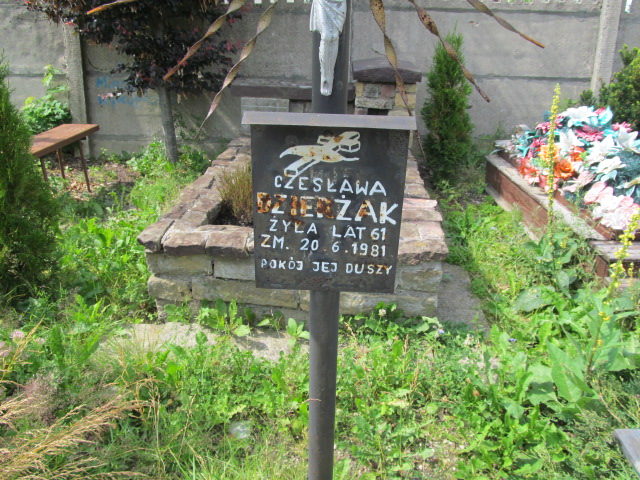 CZESŁAWA
DZIERŻAK
ŻYŁA LAT 61
ZM. 20.6.1981
POKÓJ JEJ DUSZY